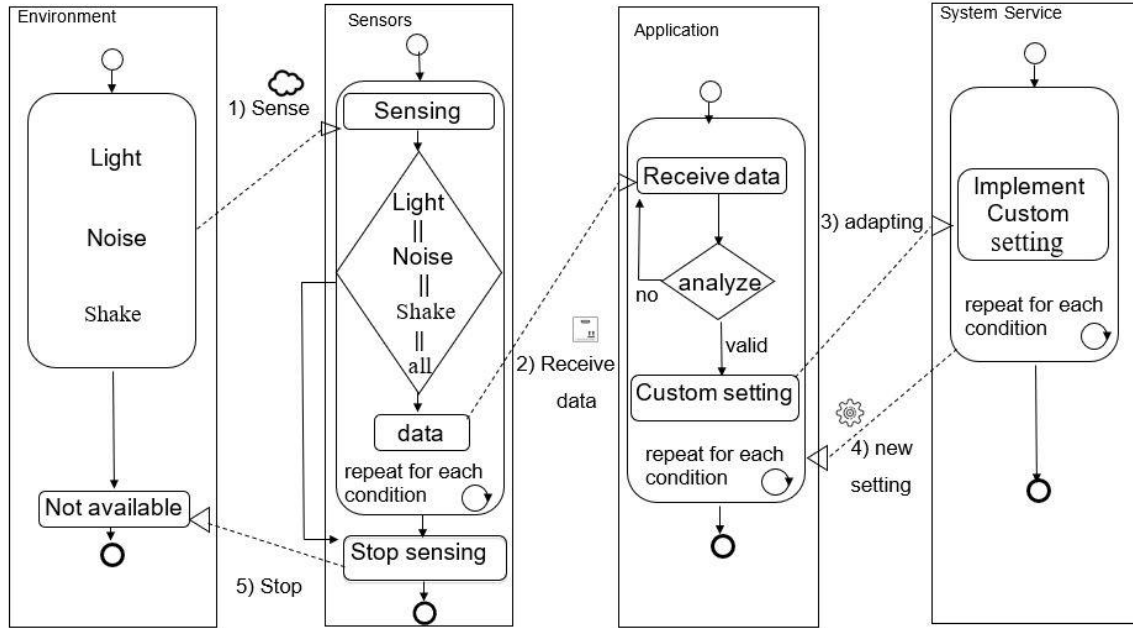 Environment
Light
Noise
Shake
Not available
1) Sense
Sensors
Sensing
Light
||
Noise
||
Shake
||
all
data
repeat for each
condition
Stop sensing
5) Stop
2) Receive
data
Application
Receive data
analyze
no
valid
Custom setting
repeat for each
condition
3) adapting
4) new
setting
System Service
Implement
Custom
setting
repeat for each
condition